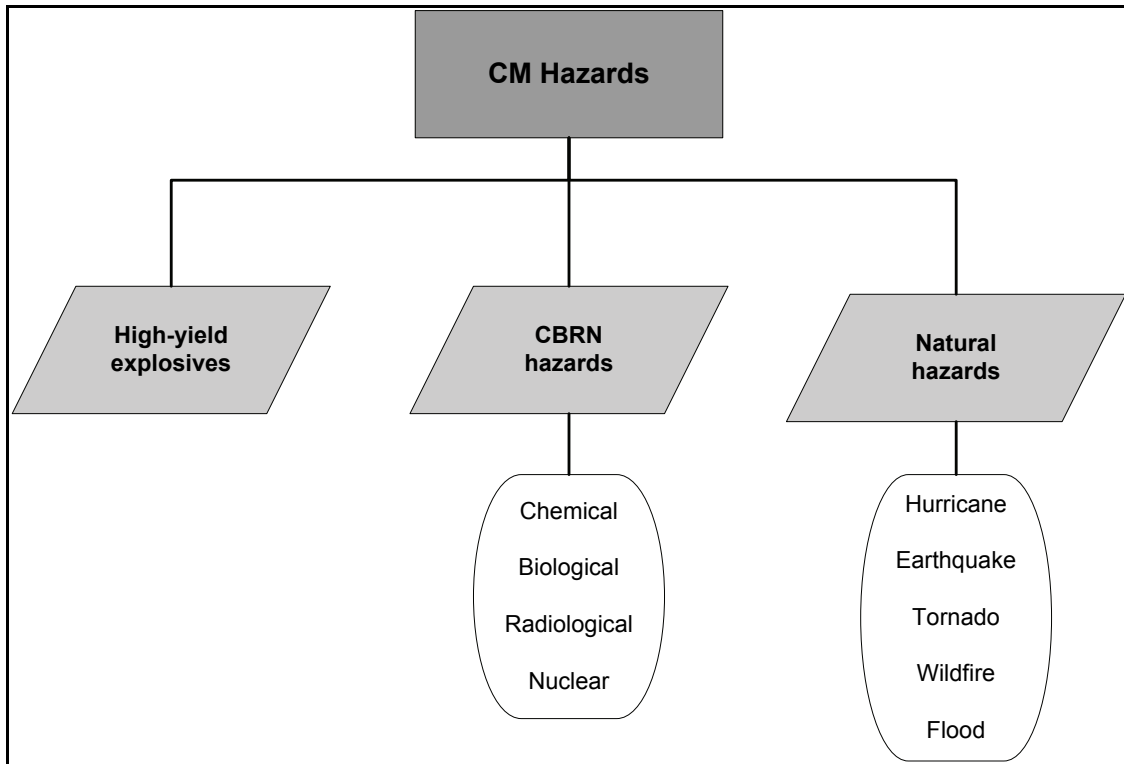 CM Hazards
High-yield
explosives
CBRN
hazards
Natural
hazards
Chemical
Biological
Radiological
Nuclear
Hurricane
Earthquake
Tornado
Wildfire
Flood